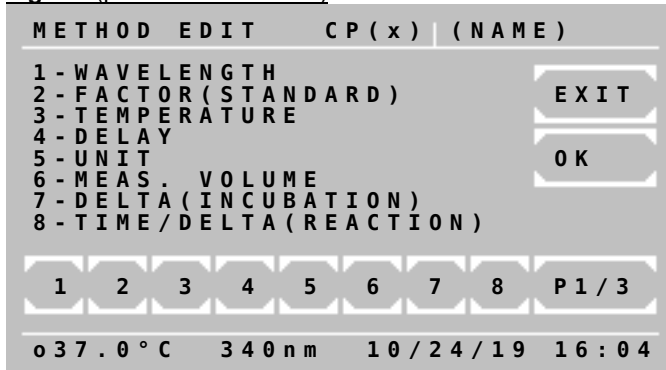 METHOD EDIT CP(x) (NAME)
1-WAVELENGTH
2-FACTOR(STANDARD)
EXIT
3-TEMPERATURE
4-DELAY
5-UNIT
OK
6-MEAS. VOLUME
7-DELTA(INCUBATION)
8-TIME/DELTA(REACTION)
1 2 3 4 5 6 7 8 P1/3
o37.0°C 340nm 10/24/19 16:04